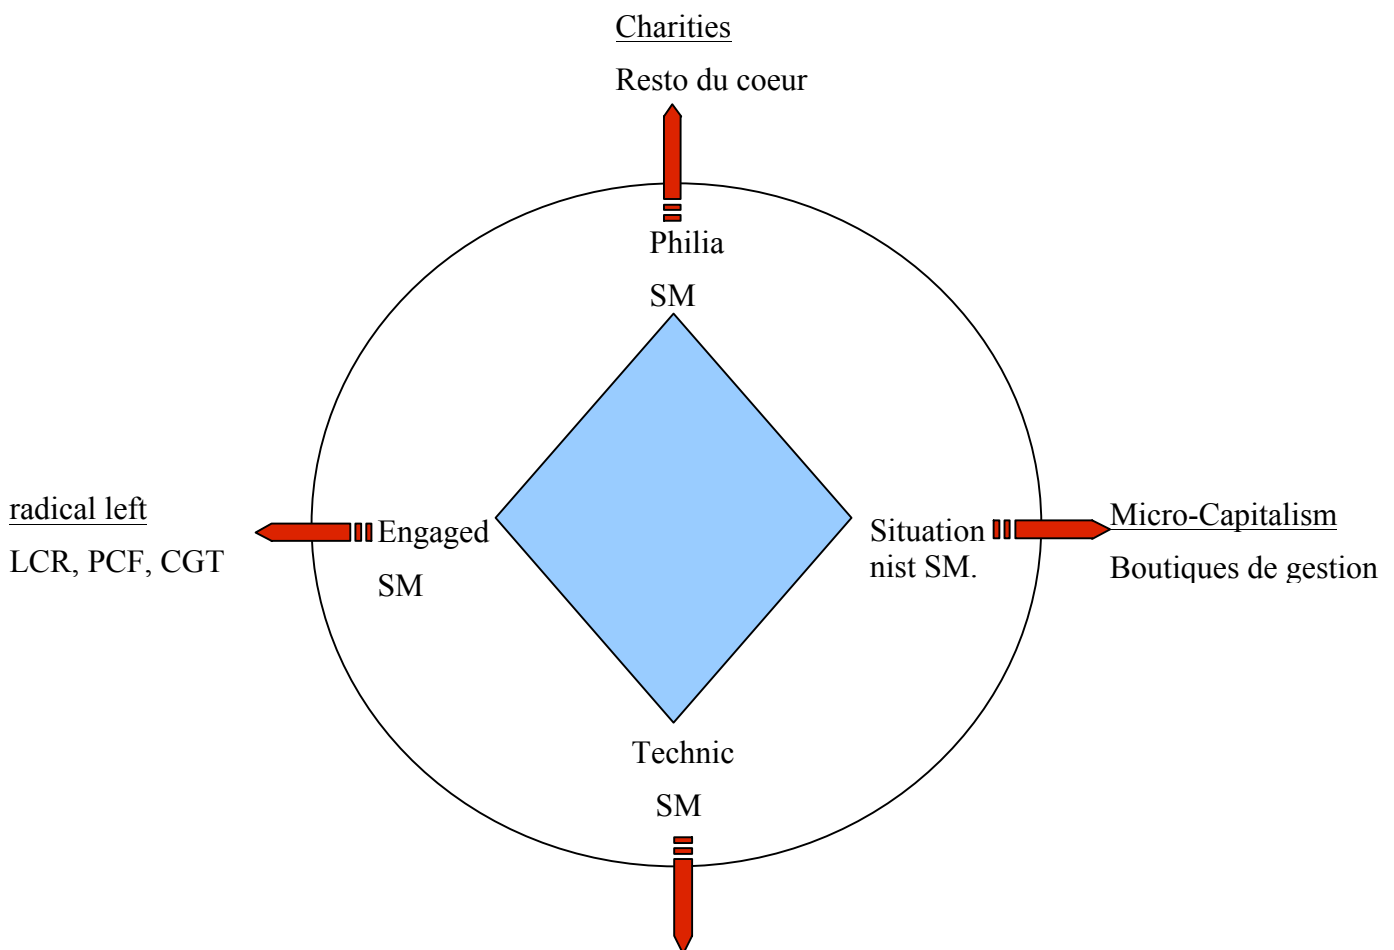 Charities
Resto du coeur
Philia
SM
radical left
LCR, PCF, CGT
Engaged
SM
Situation
nist SM.
Micro-Capitalism
Boutiques de gestion
Technic
SM